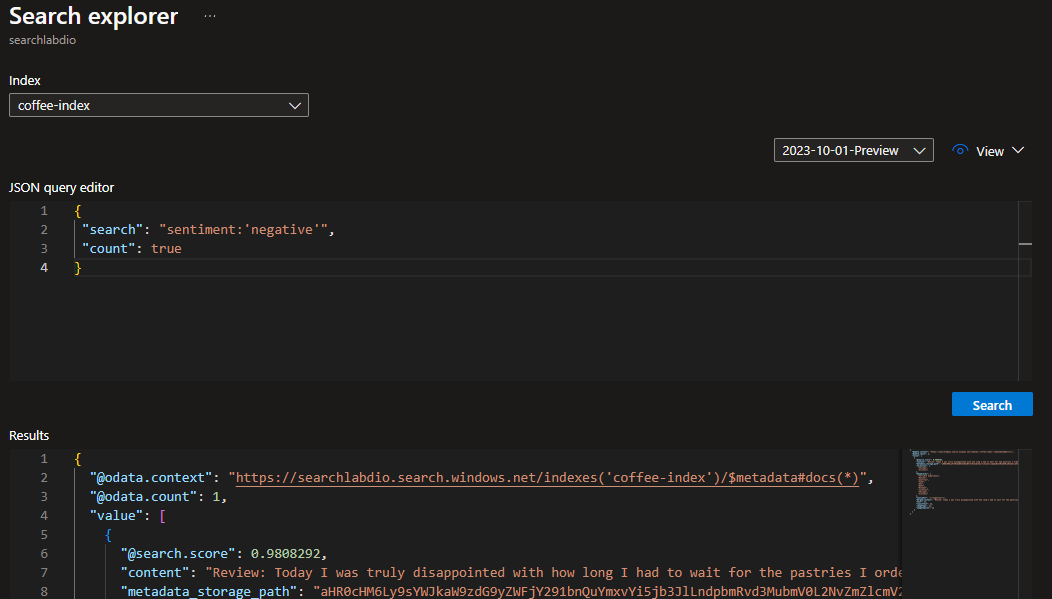 Search explorer ...
searchlabdio
Index
coffee-index
2023-10-01-Preview View
JSON query editor
1 {
2 "search": "sentiment:'negative'",
3 "count": true
4 }
Search
Results
1 {
2 "@odata.context": "https://searchlabdio.search.windows.net/indexes('coffee-index')/$metadata#docs(*)",
3 "@odata.count": 1,
4 "value": [
5 {
6 "@search.score": 0.9808292,
7 "content": "Review: Today I was truly disappointed with how long I had to wait for the pastries I orde
8 "metadata_storage_path":